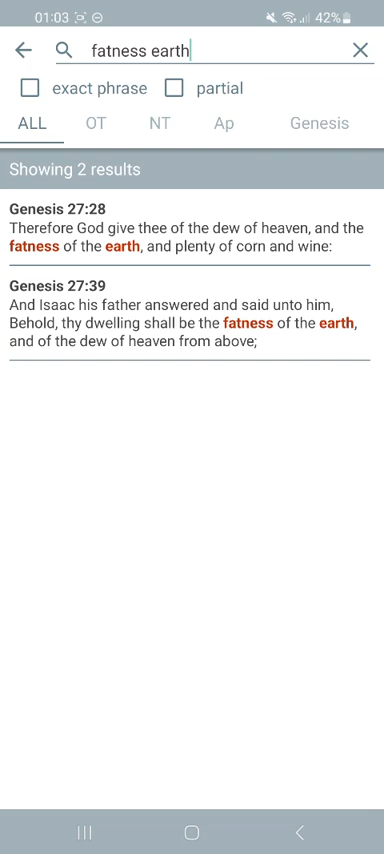 01:03 42%
fatness earth
exact phrase partial
ALL OT NT Ap Genesis
Showing 2 results
Genesis 27:28
Therefore God give thee of the dew of heaven, and the
fatness of the earth, and plenty of corn and wine:
Genesis 27:39
And Isaac his father answered and said unto him,
Behold, thy dwelling shall be the fatness of the earth,
and of the dew of heaven from above;